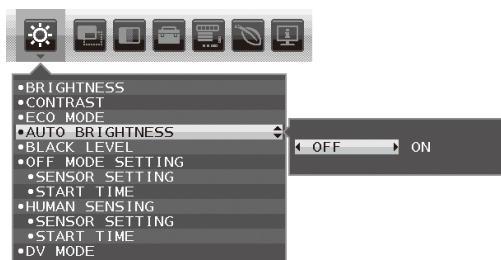 •BRIGHTNESS
•CONTRAST
•ECO MODE
•AUTO BRIGHTNESS
OFF ON
•BLACK LEVEL
•OFF MODE SETTING
•SENSOR SETTING
•START TIME
•HUMAN SENSING
•SENSOR SETTING
•START TIME
•DV MODE